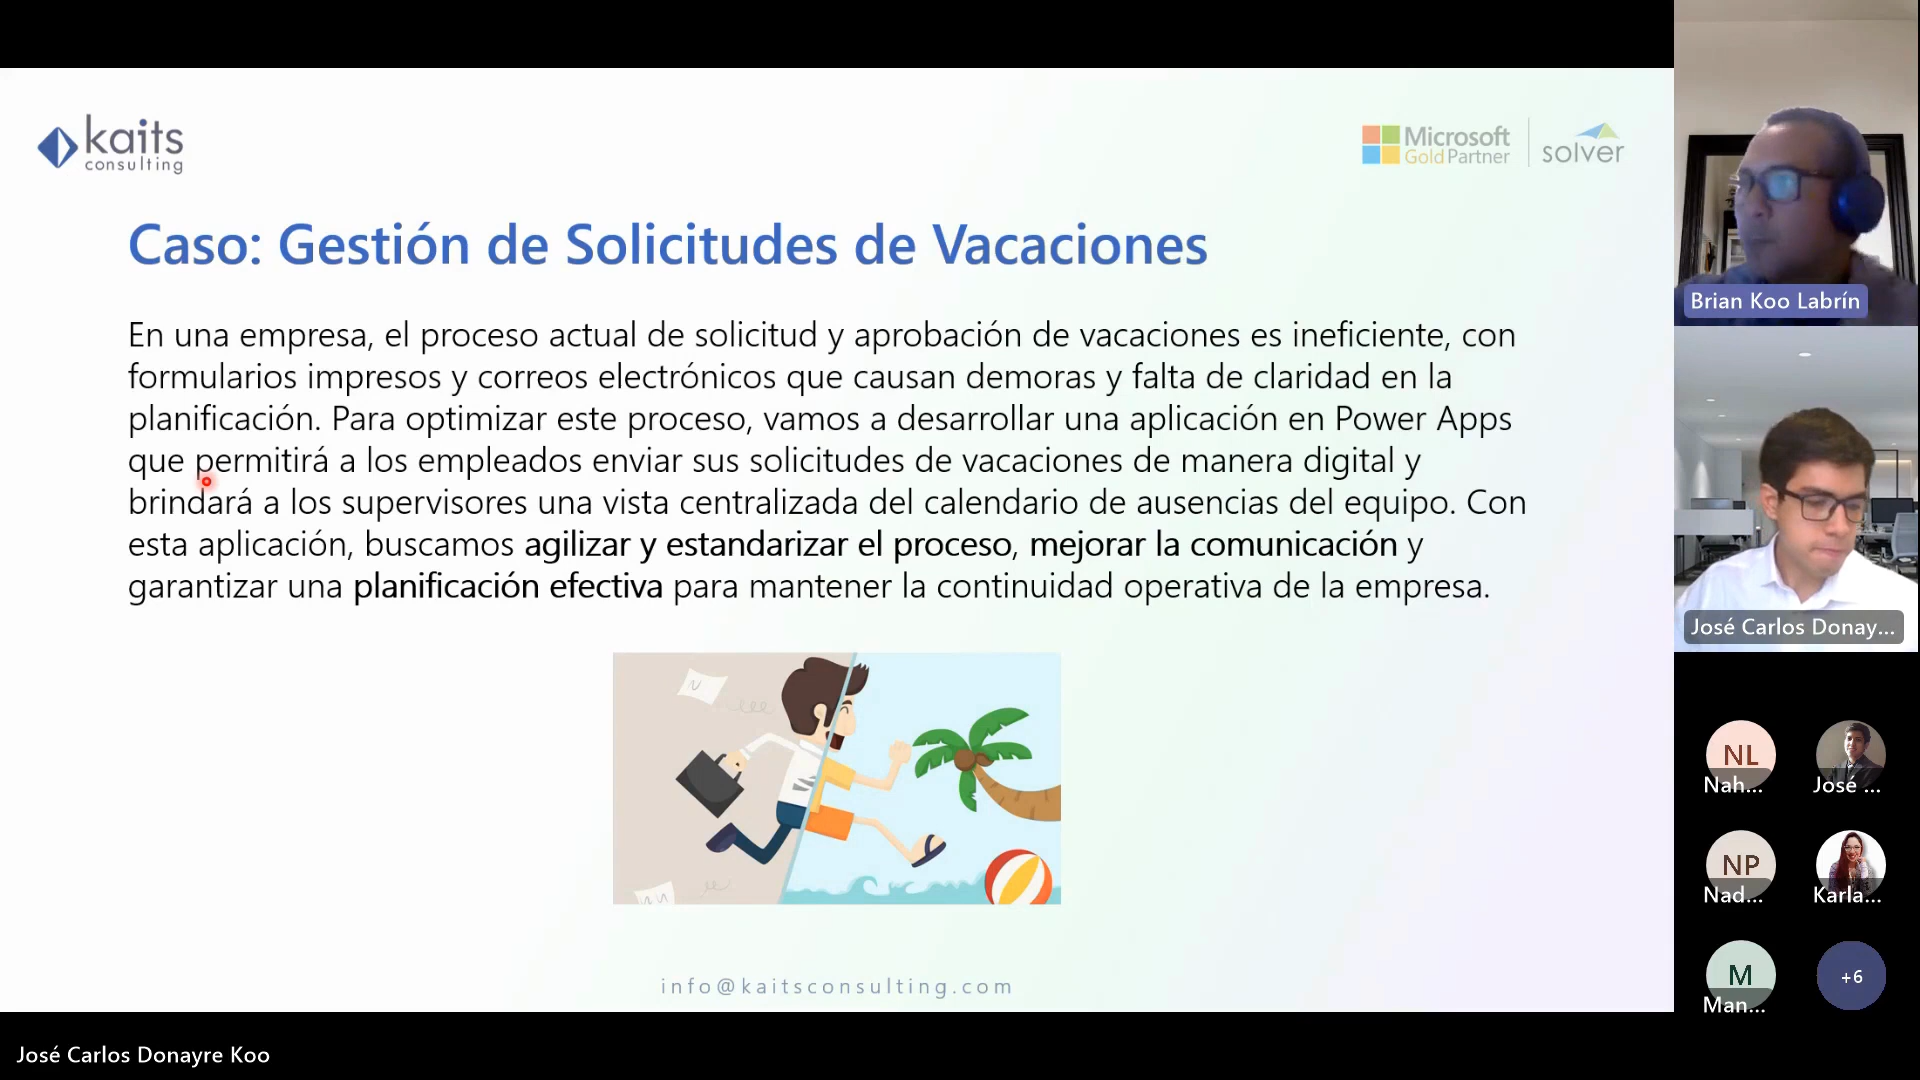 kaits
consulting
Microsoft
Gold Partner
solver
Caso: Gestión de Solicitudes de Vacaciones
En una empresa, el proceso actual de solicitud y aprobación de vacaciones es ineficiente, con
formularios impresos y correos electrónicos que causan demoras y falta de claridad en la
planificación. Para optimizar este proceso, vamos a desarrollar una aplicación en Power Apps
que permitirá a los empleados enviar sus solicitudes de vacaciones de manera digital y
brindará a los supervisores una vista centralizada del calendario de ausencias del equipo. Con
esta aplicación, buscamos agilizar y estandarizar el proceso, mejorar la comunicación y
garantizar una planificación efectiva para mantener la continuidad operativa de la empresa.
info@kaitsconsulting.com
José Carlos Donayre Koo
Brian Koo Labrín
José Carlos Donay...
NL
Nah...
José ...
NP
Nad...
Karla...
M
Man...
+6